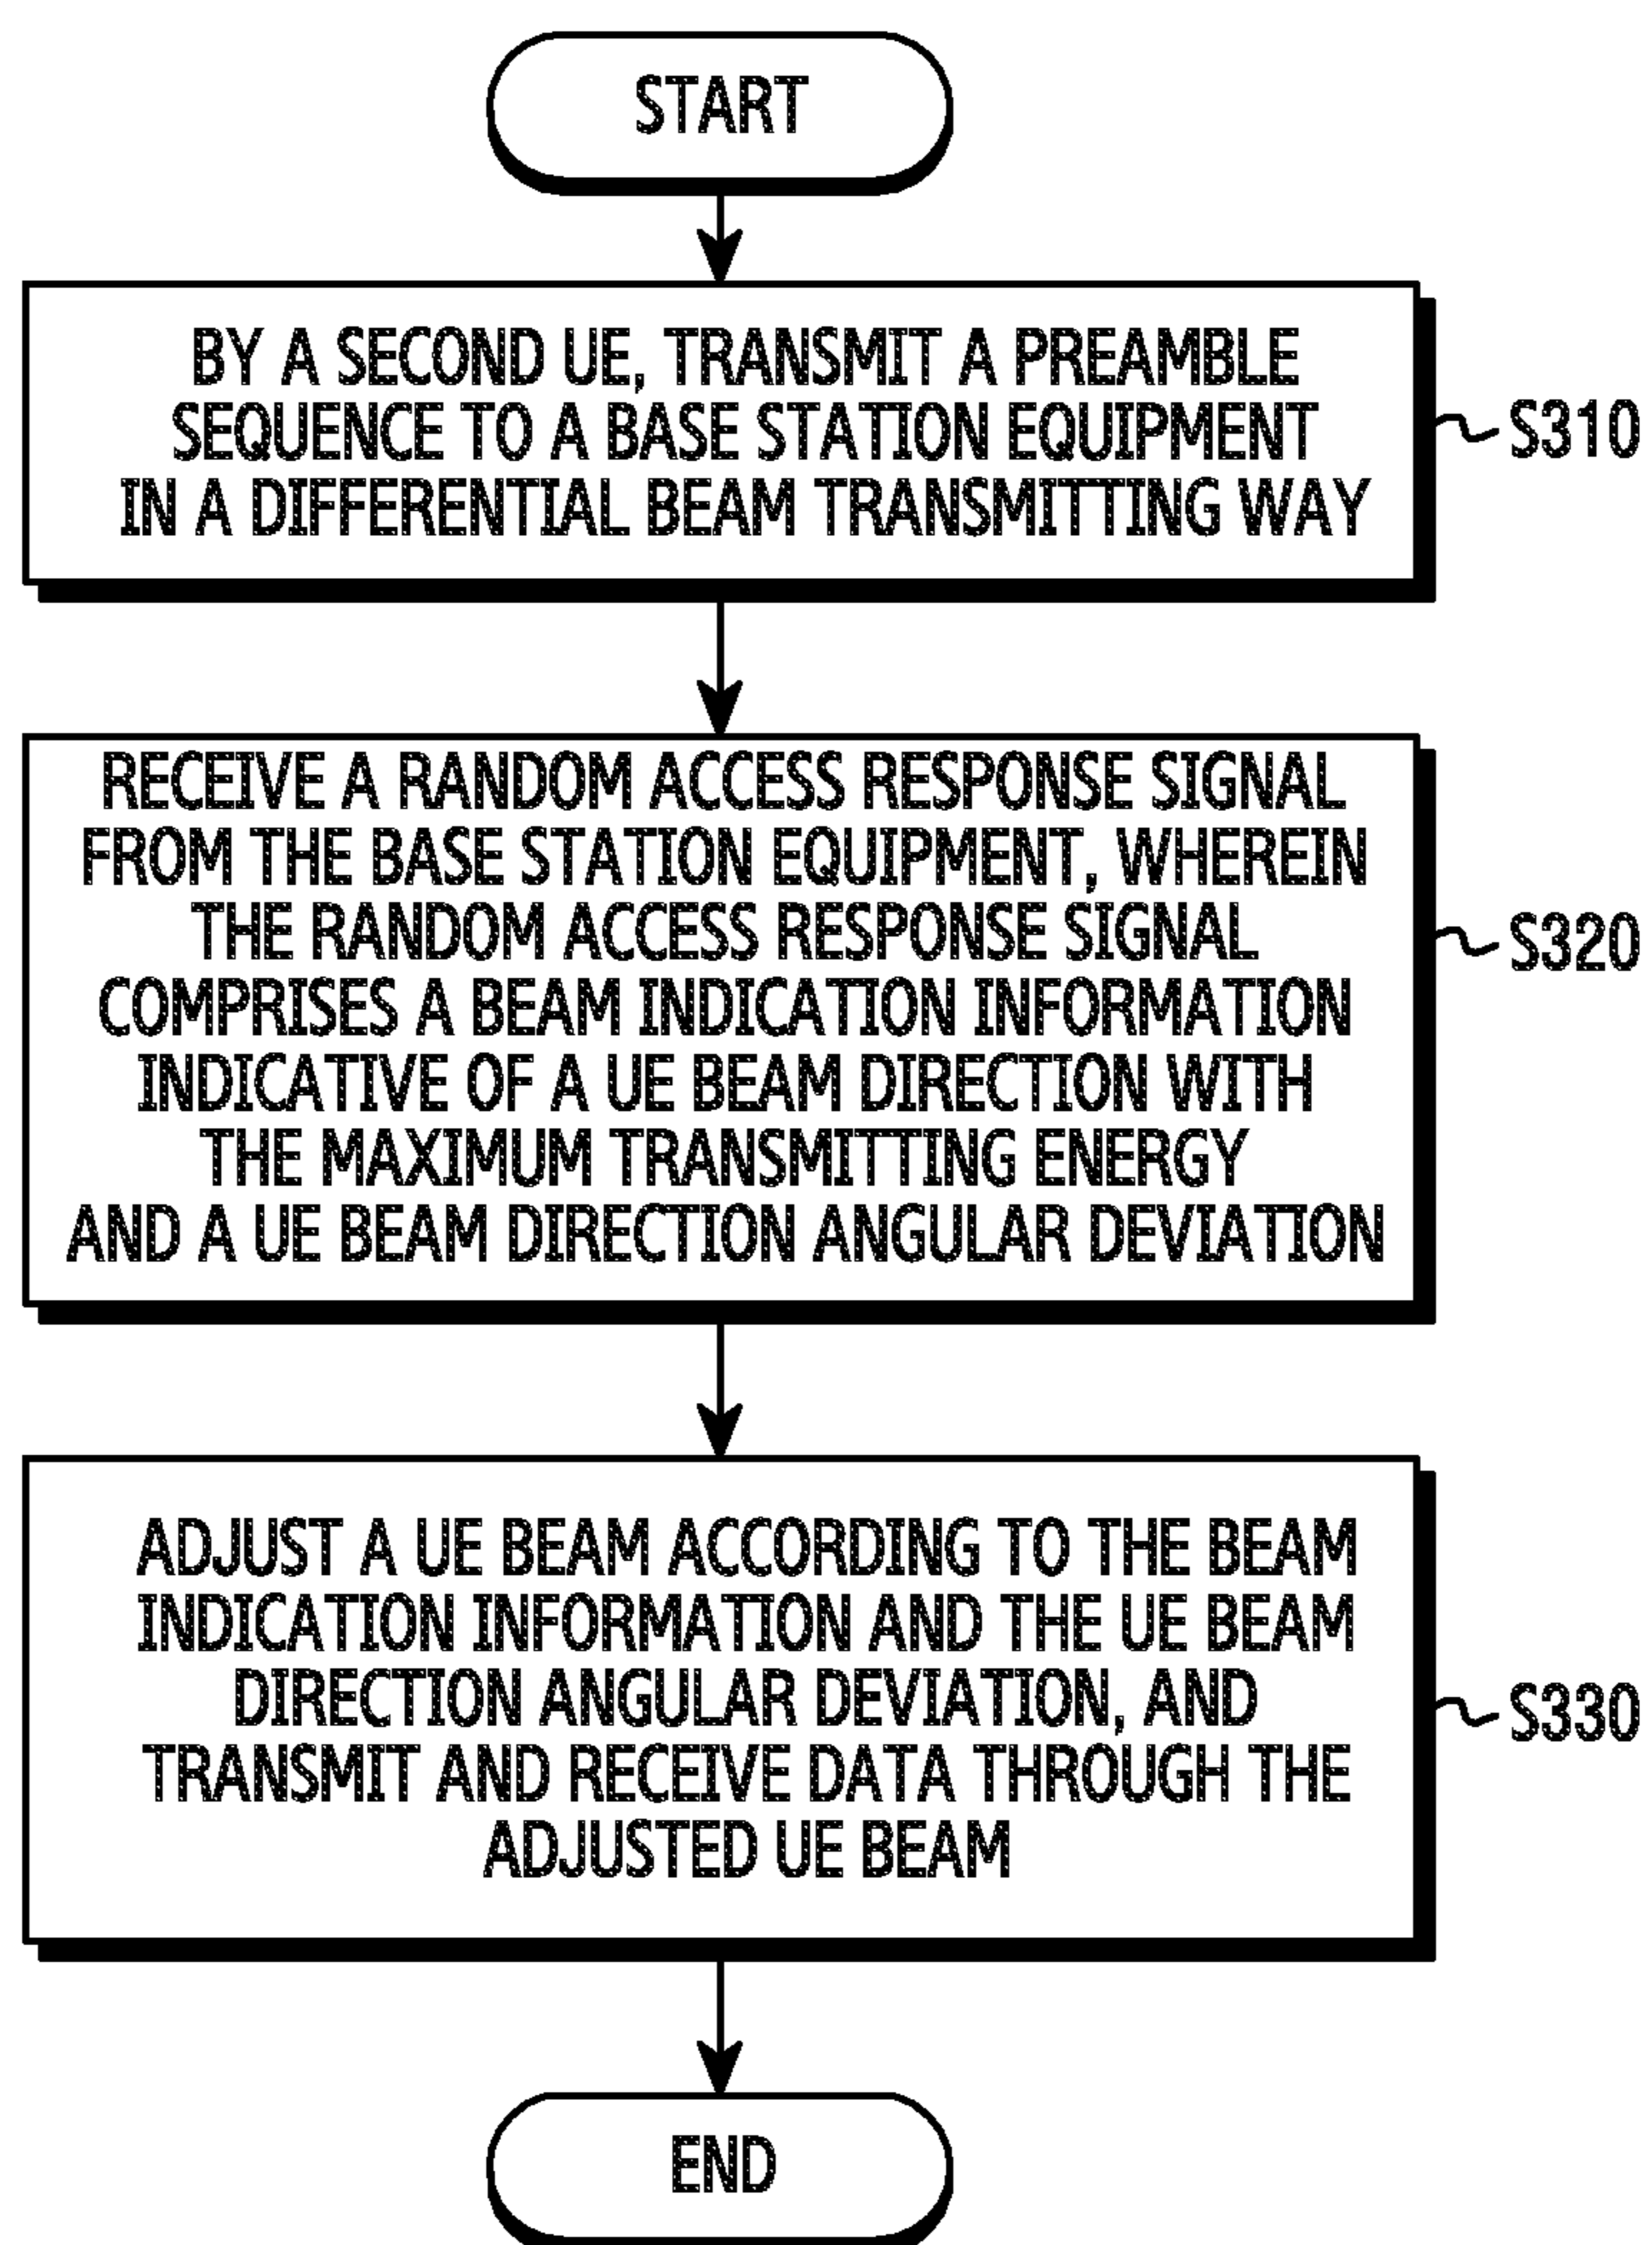 START
BY A SECOND UE, TRANSMIT A PREAMBLE
SEQUENCE TO A BASE STATION EQUIPMENT
IN A DIFFERENTIAL BEAM TRANSMITTING WAY
S310
RECEIVE A RANDOM ACCESS RESPONSE SIGNAL
FROM THE BASE STATION EQUIPMENT, WHEREIN
THE RANDOM ACCESS RESPONSE SIGNAL
COMPRISES A BEAM INDICATION INFORMATION
INDICATIVE OF A UE BEAM DIRECTION WITH
THE MAXIMUM TRANSMITTING ENERGY
AND A UE BEAM DIRECTION ANGULAR DEVIATION
S320
ADJUST A UE BEAM ACCORDING TO THE BEAM
INDICATION INFORMATION AND THE UE BEAM
DIRECTION ANGULAR DEVIATION, AND
TRANSMIT AND RECEIVE DATA THROUGH THE
ADJUSTED UE BEAM
S330
END